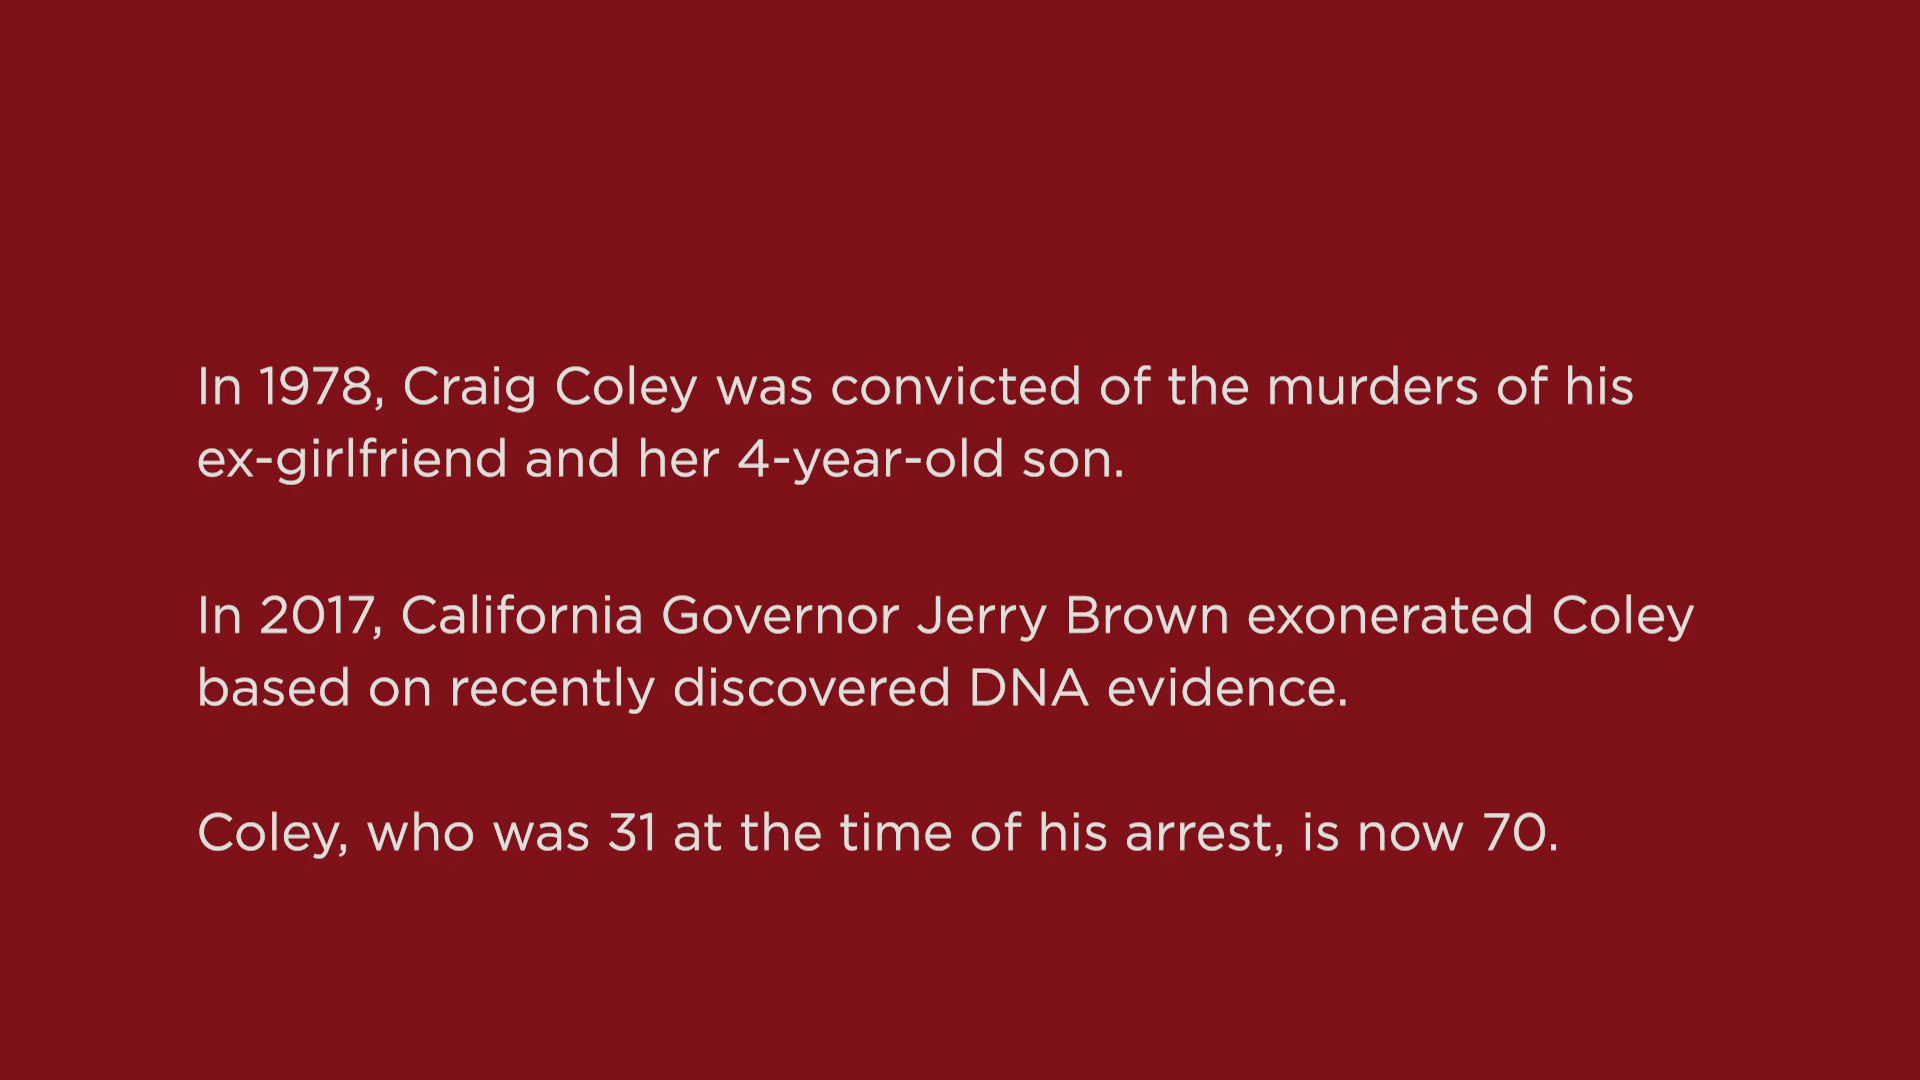 In 1978, Craig Coley was convicted of the murders of his
ex-girlfriend and her 4-year-old son.
In 2017, California Governor Jerry Brown exonerated Coley
based on recently discovered DNA evidence.
Coley, who was 31 at the time of his arrest, is now 70.